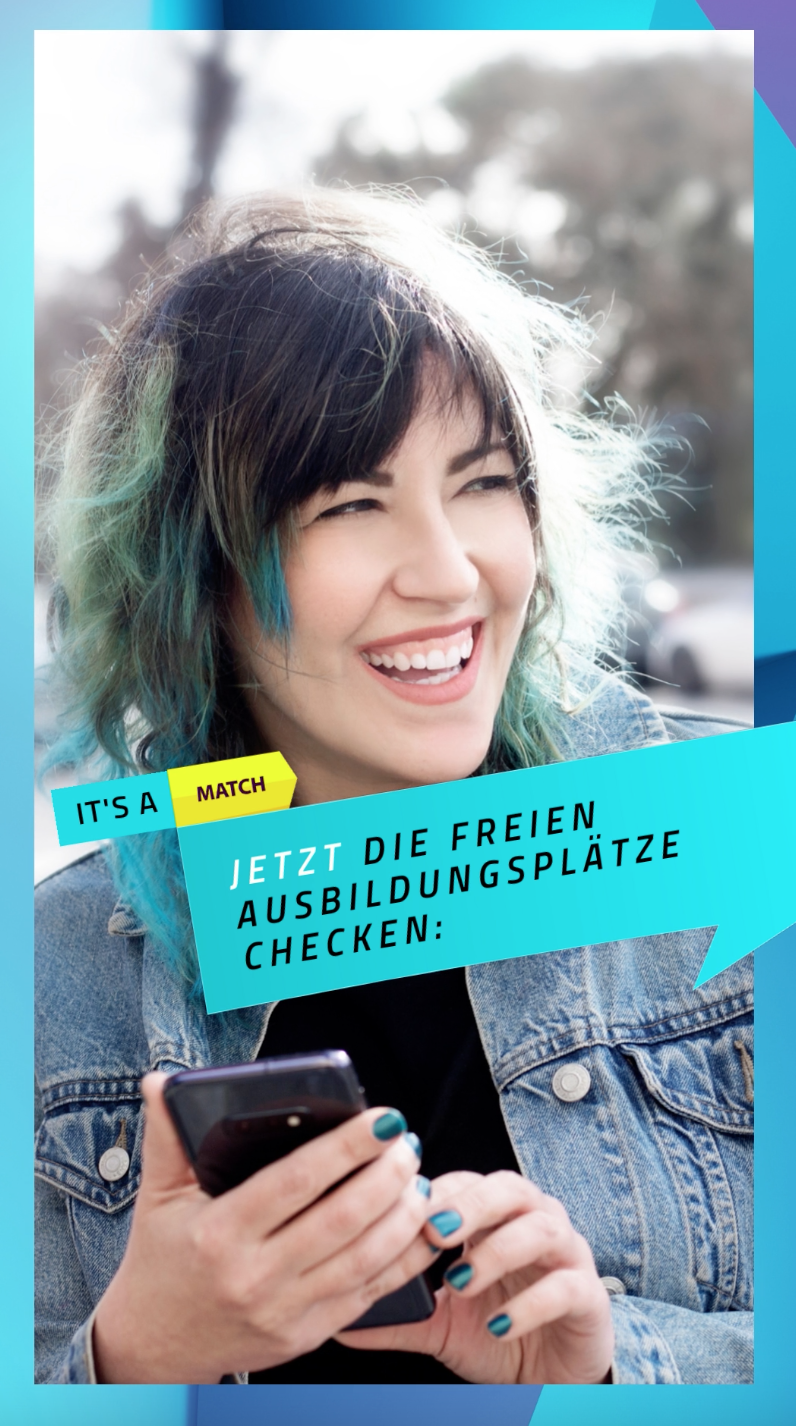 IT'S A MATCH
JETZT DIE FREIEN
AUSBILDUNGSPLÄTZE
CHECKEN: